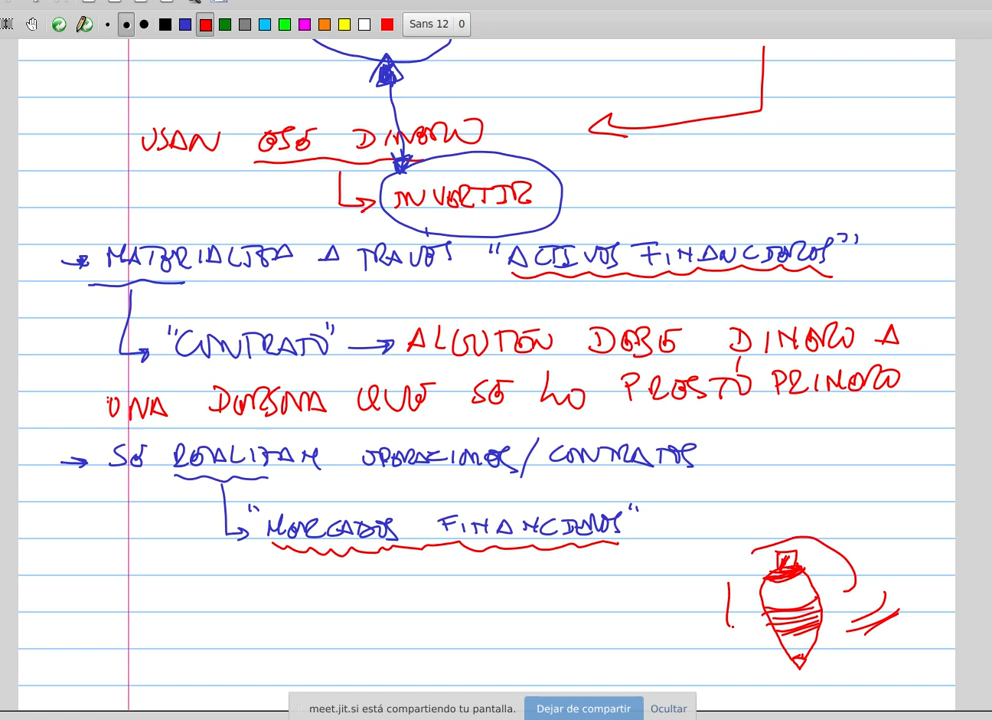 Sans 12 0
USAN ESE DINERO
INVERTIR
→ MATERIALIZA A TRAVÉS "ACTIVOS FINANCIEROS"
"CONTRATO" → ALGUIEN DEBE DINERO A
UNA PERSONA QUE SE LO PRESTÓ PRIMERO
→ SE REALIZAN OPERACIONES/CONTRATOS
"MERCADOS FINANCIEROS"
meet.jit.si está compartiendo tu pantalla. Dejar de compartir Ocultar